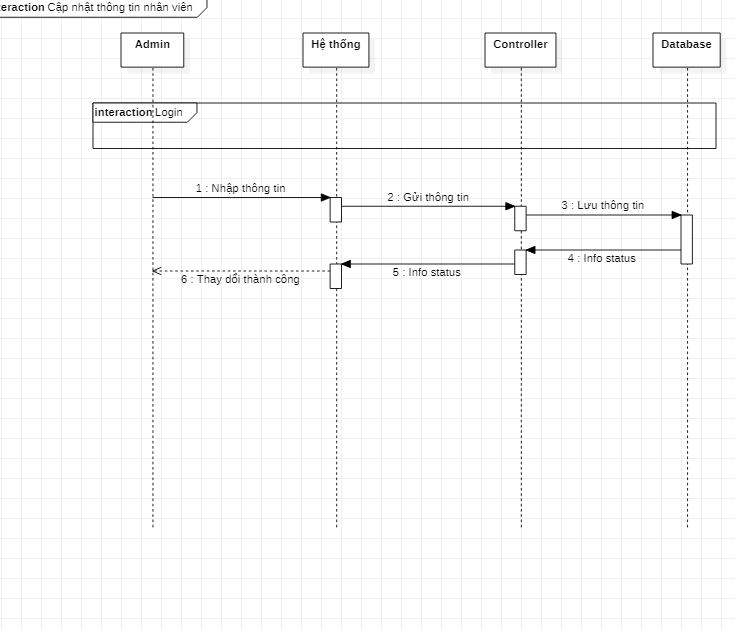 eraction Cập nhật thông tin nhân viên
Admin
Hệ thống
Controller
Database
interaction Login
1 : Nhập thông tin
2 : Gửi thông tin
3 : Lưu thông tin
4 : Info status
5 : Info status
6 : Thay dổi thành công